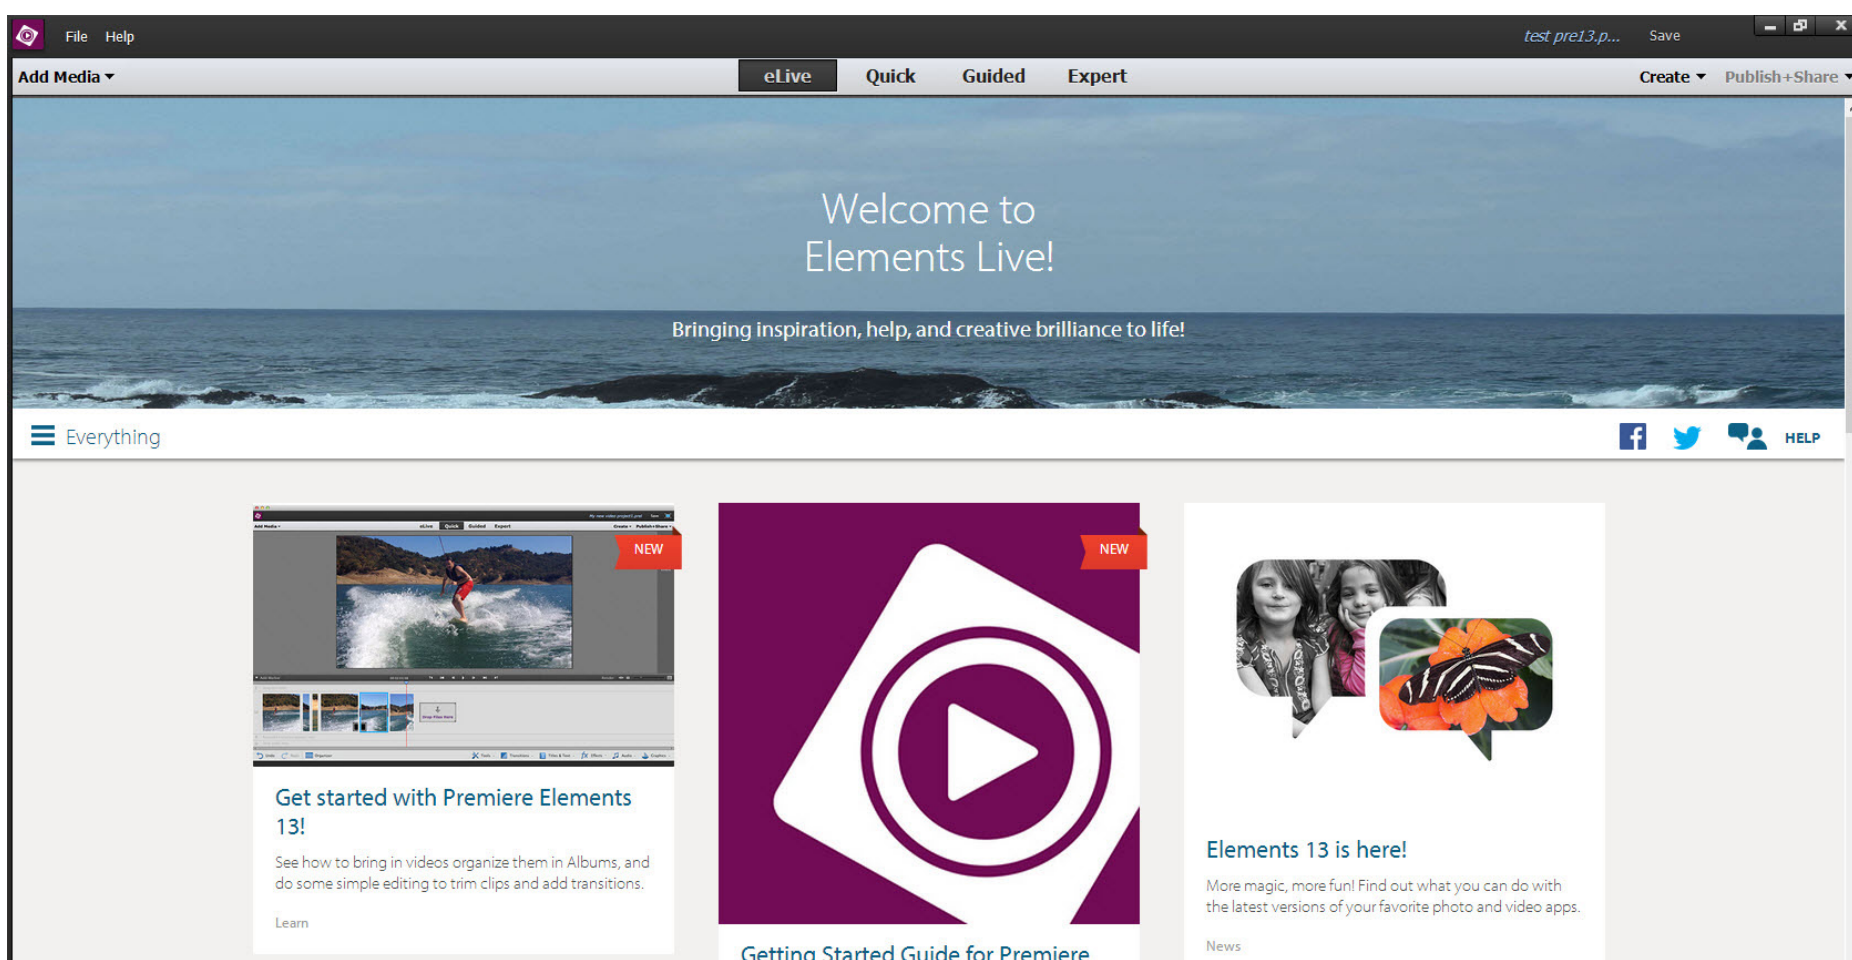 File Help
test pre13.p... Save
Add Media
eLive Quick Guided Expert
Create Publish+Share
Welcome to
Elements Live!
Bringing inspiration, help, and creative brilliance to life!
Everything
HELP
NEW
eLive Quick Guided Expert
Get started with Premiere Elements
13!
See how to bring in videos organize them in Albums, and
do some simple editing to trim clips and add transitions.
Learn
NEW
Getting Started Guide for Premiere
Elements 13 is here!
More magic, more fun! Find out what you can do with
the latest versions of your favorite photo and video apps.
News